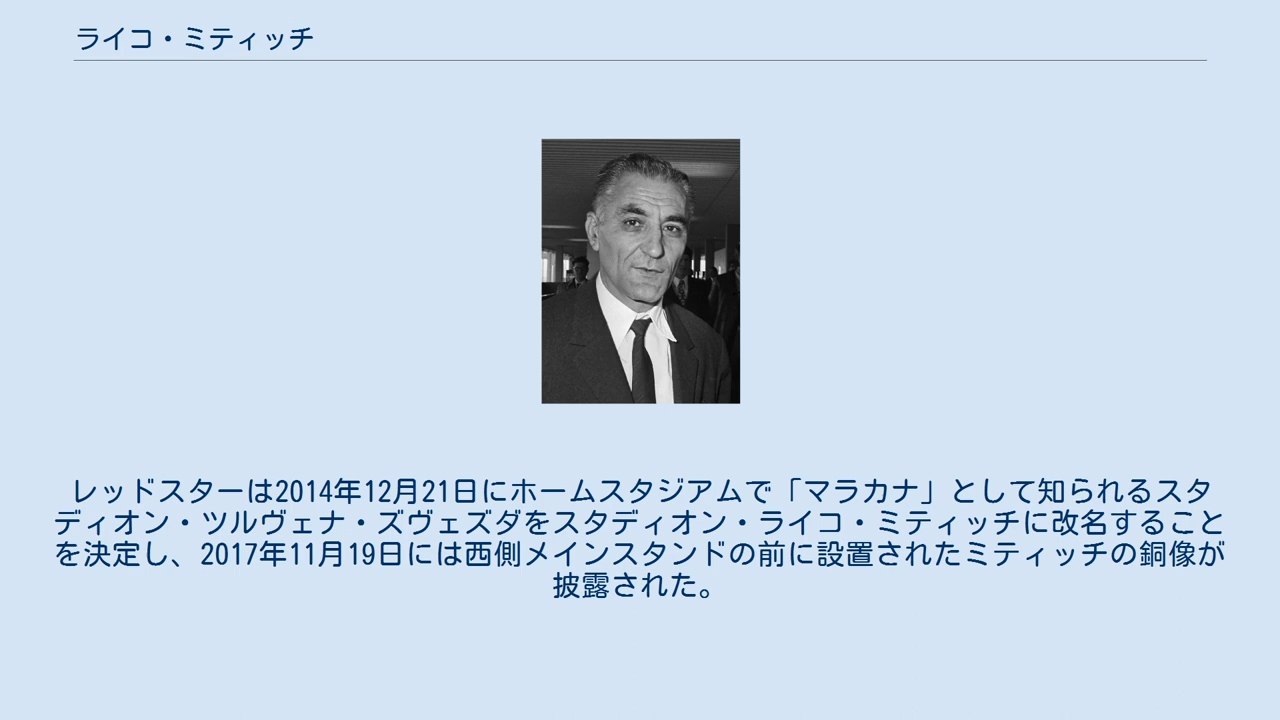 ライコ・ミティッチ
レッドスターは2014年12月21日にホームスタジアムで「マラカナ」として知られるスタ
ディオン・ツルヴェナ・ズヴェズダをスタディオン・ライコ・ミティッチに改名すること
を決定し、2017年11月19日には西側メインスタンドの前に設置されたミティッチの銅像が
披露された。